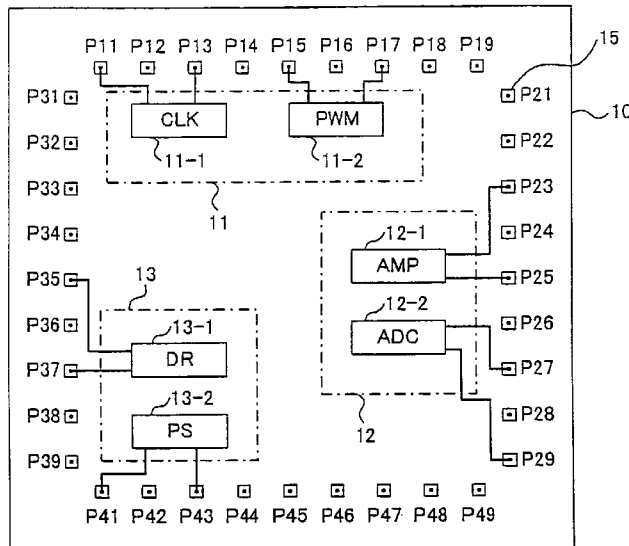 P11 P12 P13 P14 P15 P16 P17 P18 P19
15
10
P31
P21
CLK
PWM
P32
P22
11-1
11-2
P33
P23
11
P34
P24
12-1
AMP
P35
P25
13
12-2
P36
P26
13-1
ADC
DR
P37
P27
13-2
P38
P28
PS
12
P39
P29
P41 P42 P43 P44 P45 P46 P47 P48 P49